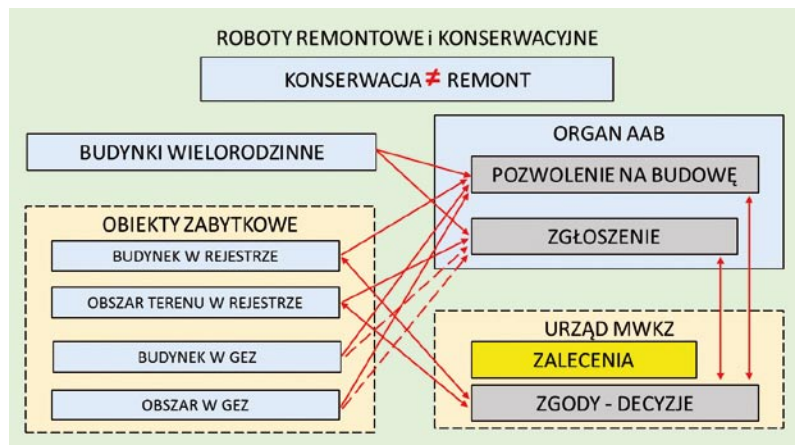 ROBOTY REMONTOWE i KONSERWACYJNE
KONSERWACJA ≠ REMONT
BUDYNKI WIELORODZINNE
OBIEKTY ZABYTKOWE
BUDYNEK W REJESTRZE
OBSZAR TERENU W REJESTRZE
BUDYNEK W GEZ
OBSZAR W GEZ
ORGAN AAB
POZWOLENIE NA BUDOWĘ
ZGŁOSZENIE
URZĄD MWKZ
ZALECENIA
ZGODY - DECYZJE